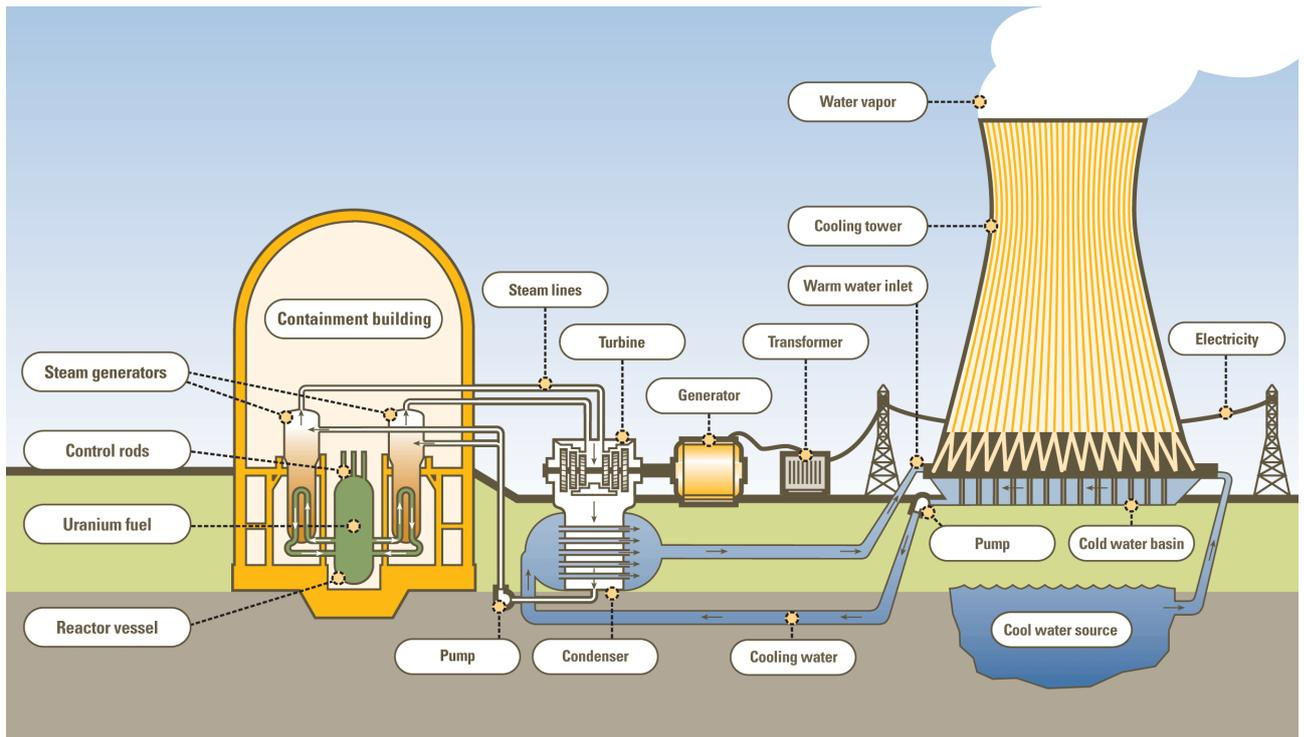 Water vapor
Cooling tower
Steam lines
Warm water inlet
Containment building
Turbine
Transformer
Electricity
Steam generators
Generator
Control rods
Uranium fuel
Pump
Cold water basin
Reactor vessel
Cool water source
Pump
Condenser
Cooling water